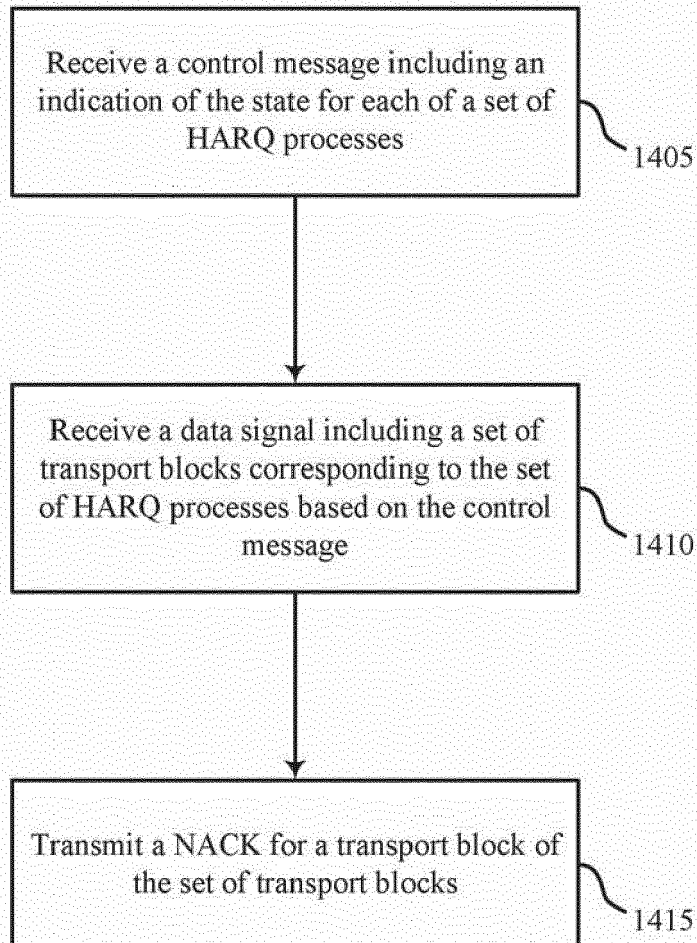 Receive a control message including an
indication of the state for each of a set of
HARQ processes
1405
Receive a data signal including a set of
transport blocks corresponding to the set
of HARQ processes based on the control
message
1410
Transmit a NACK for a transport block of
the set of transport blocks
1415